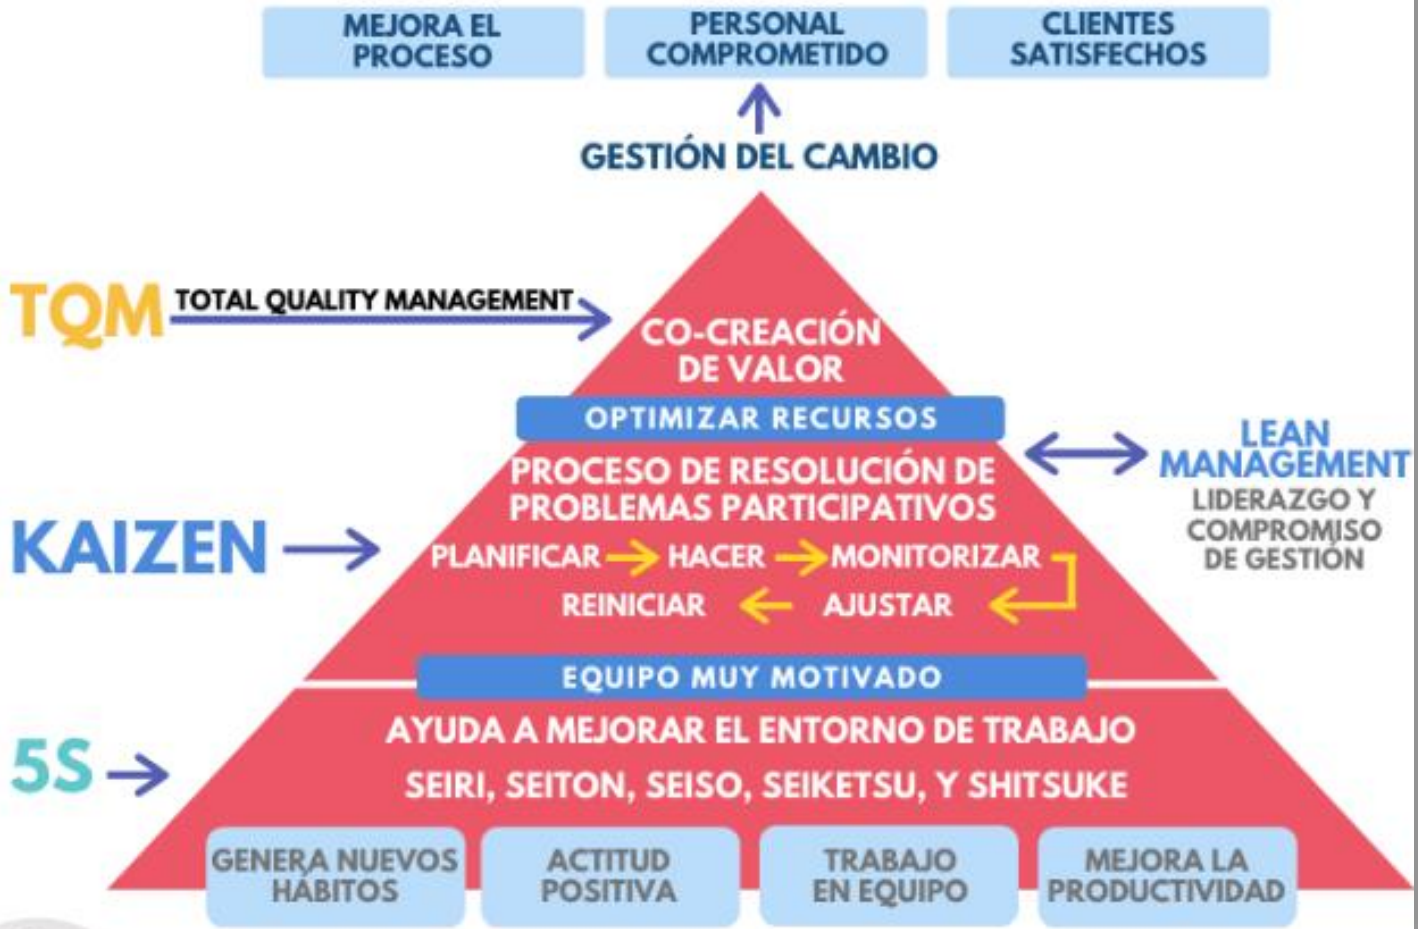 MEJORA EL
PROCESO
PERSONAL
COMPROMETIDO
CLIENTES
SATISFECHOS
GESTIÓN DEL CAMBIO
TQM
TOTAL QUALITY MANAGEMENT
CO-CREACIÓN
DE VALOR
OPTIMIZAR RECURSOS
LEAN
MANAGEMENT
LIDERAZGO Y
COMPROMISO
DE GESTIÓN
KAIZEN
PROCESO DE RESOLUCIÓN DE
PROBLEMAS PARTICIPATIVOS
PLANIFICAR HACER MONITORIZAR
REINICIAR AJUSTAR
EQUIPO MUY MOTIVADO
5S
AYUDA A MEJORAR EL ENTORNO DE TRABAJO
SEIRI, SEITON, SEISO, SEIKETSU, Y SHITSUKE
GENERA NUEVOS
HÁBITOS
ACTITUD
POSITIVA
TRABAJO
EN EQUIPO
MEJORA LA
PRODUCTIVIDAD